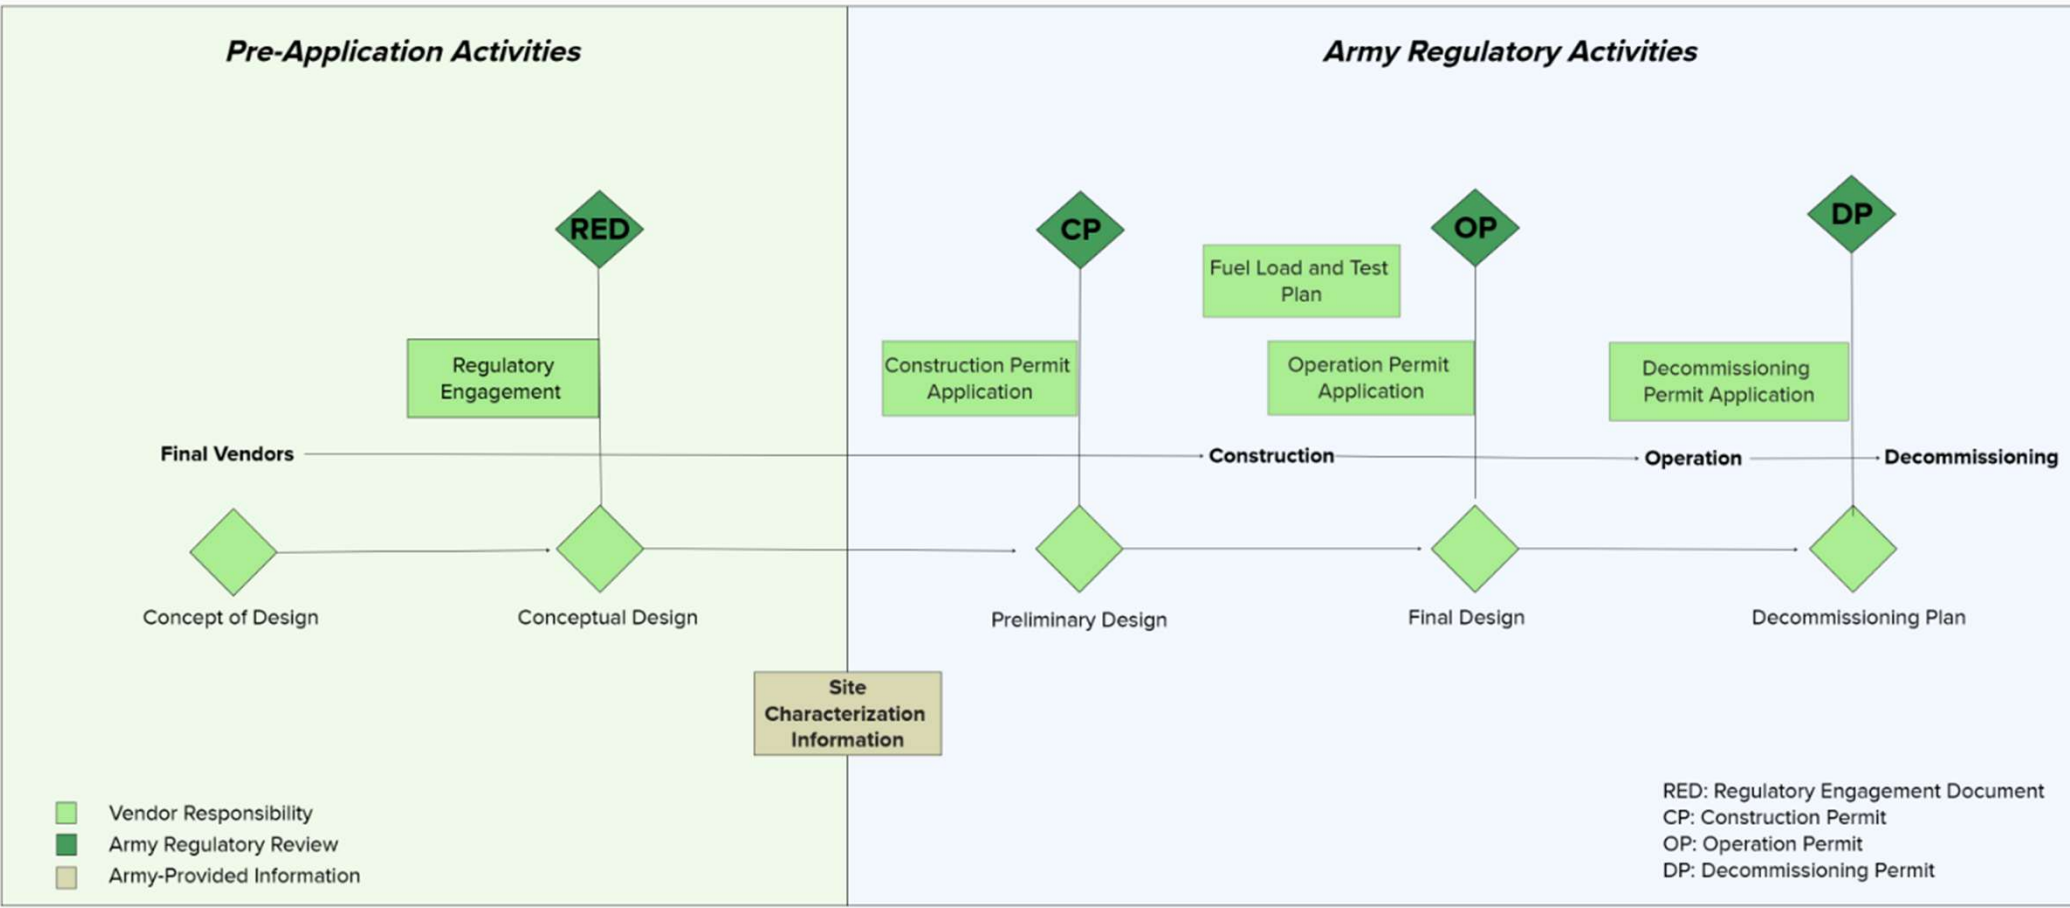 Pre-Application Activities
Army Regulatory Activities
RED
CP
OP
DP
Fuel Load and Test
Plan
Regulatory
Engagement
Construction Permit
Application
Operation Permit
Application
Decommissioning
Permit Application
Final Vendors
Construction
Operation
Decommissioning
Concept of Design
Conceptual Design
Preliminary Design
Final Design
Decommissioning Plan
Site
Characterization
Information
Vendor Responsibility
Army Regulatory Review
Army-Provided Information
RED: Regulatory Engagement Document
CP: Construction Permit
OP: Operation Permit
DP: Decommissioning Permit